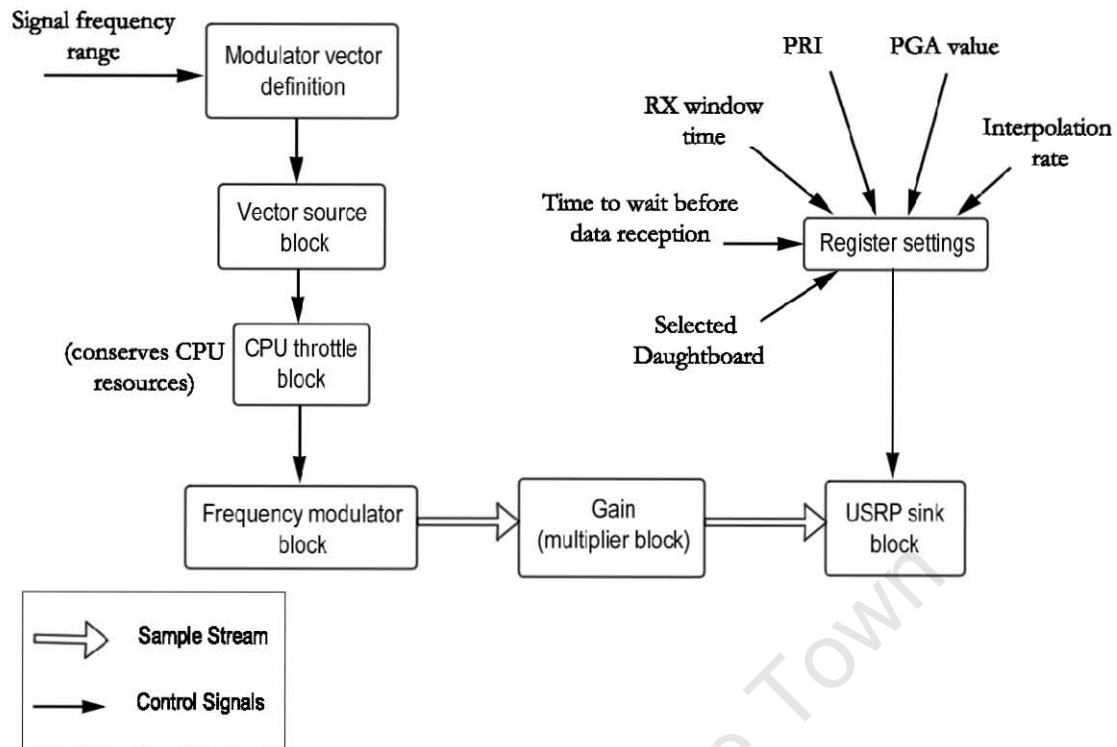 Signal frequency
range
Modulator vector
definition
PRI
PGA value
RX window
time
Interpolation
rate
Vector source
block
Time to wait before
data reception
Register settings
(conserves CPU
resources)
CPU throttle
block
Selected
Daughtboard
Frequency modulator
block
Gain
(multiplier block)
USRP sink
block
Sample Stream
Control Signals
Town